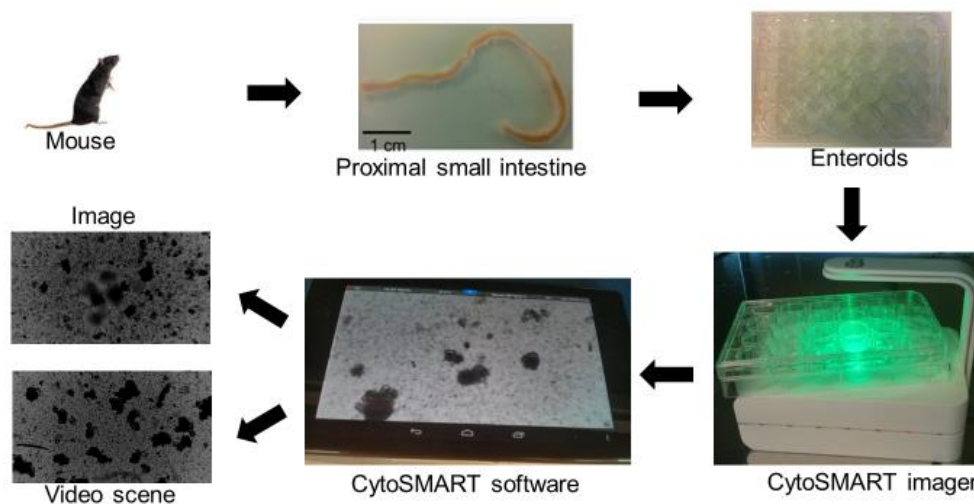 Mouse
1 cm
Proximal small intestine
Enteroids
Image
Video scene
CytoSMART software
CytoSMART imager